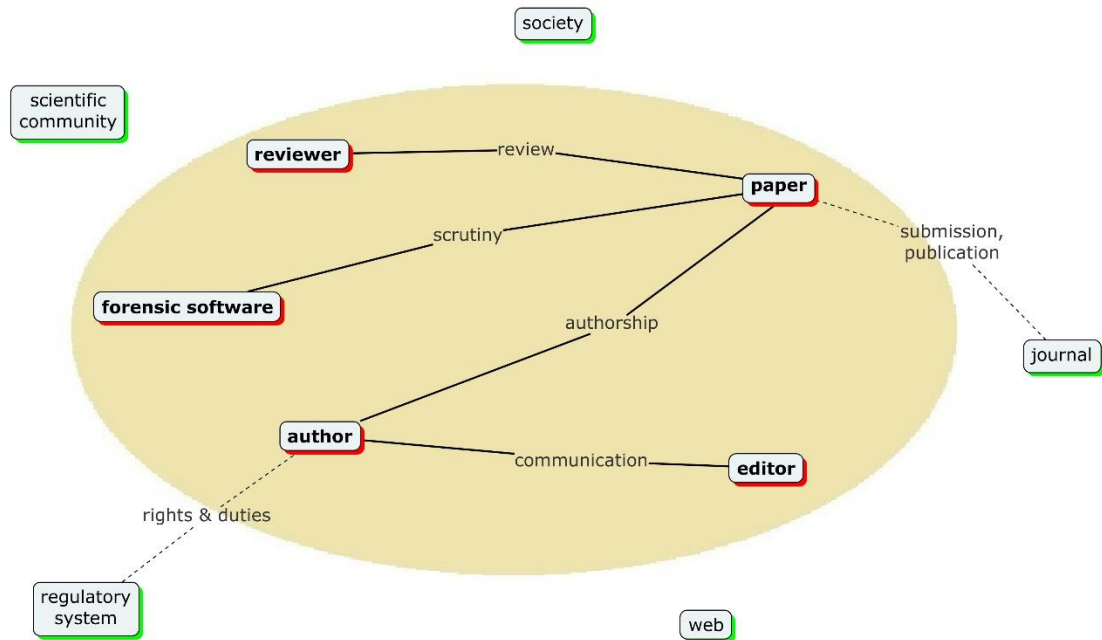 society
scientific
community
reviewer
review
paper
scrutiny
submission,
publication
forensic software
authorship
journal
author
communication
editor
rights & duties
regulatory
system
web